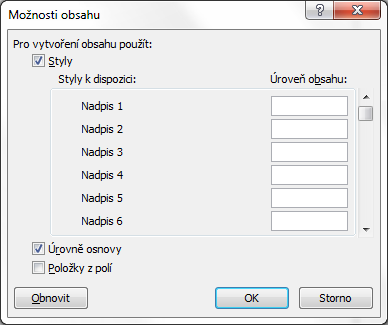 Možnosti obsahu
Pro vytvoření obsahu použít:
Styly
Styly k dispozici: Úroveň obsahu:
Nadpis 1
Nadpis 2
Nadpis 3
Nadpis 4
Nadpis 5
Nadpis 6
Úrovně osnovy
Položky z polí
Obnovit OK Storno